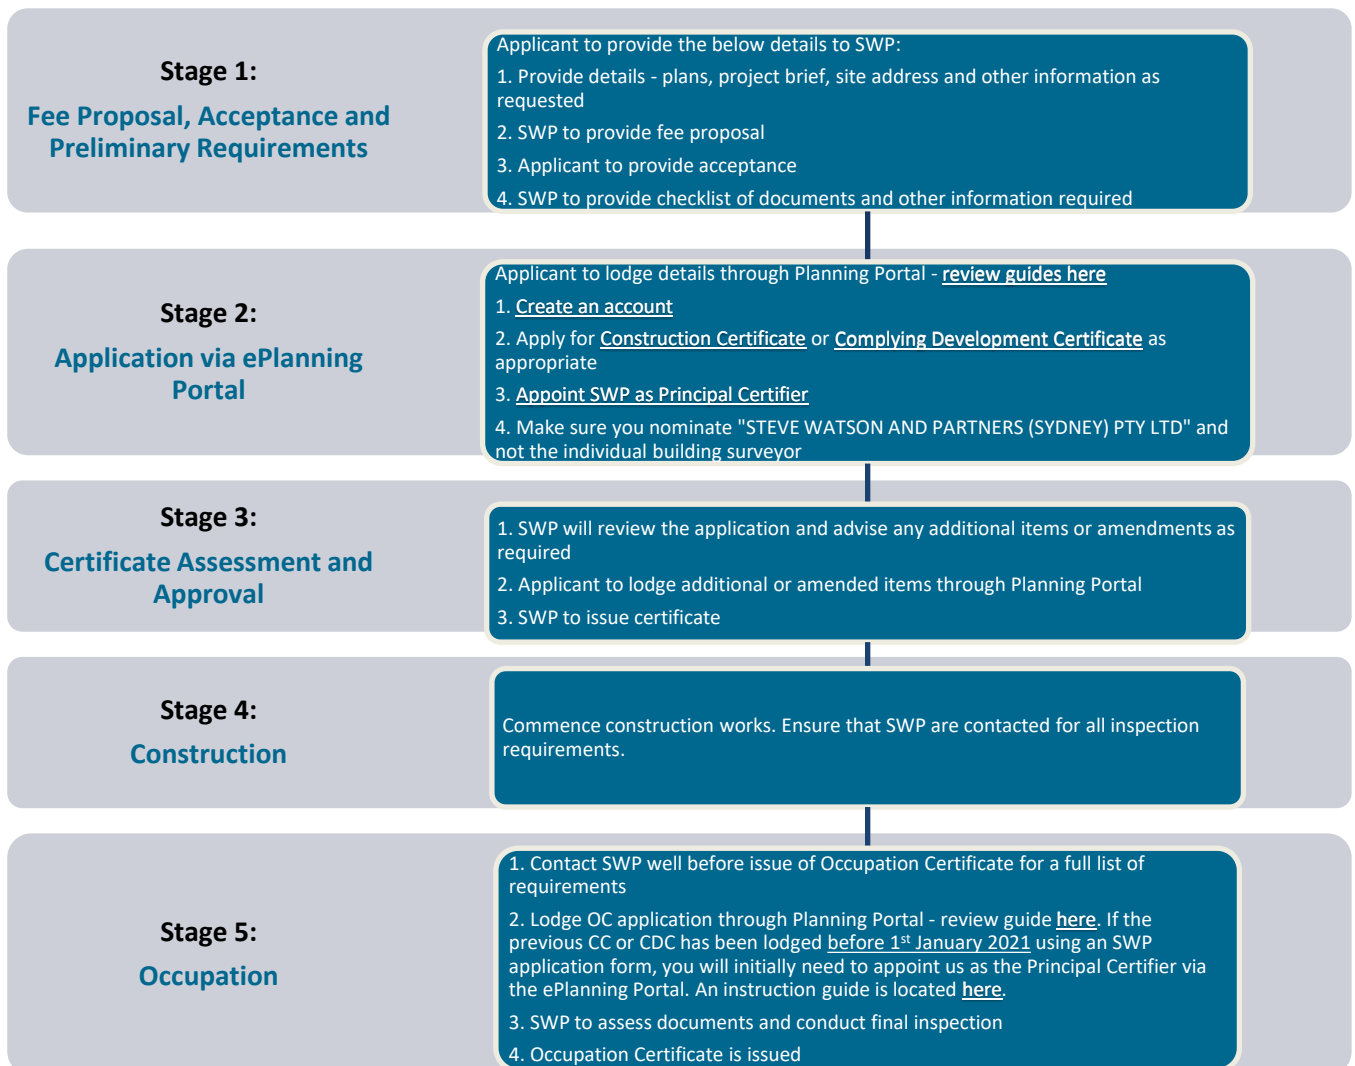 Stage 1:
Fee Proposal, Acceptance and
Preliminary Requirements
Applicant to provide the below details to SWP:
1. Provide details - plans, project brief, site address and other information as
requested
2. SWP to provide fee proposal
3. Applicant to provide acceptance
4. SWP to provide checklist of documents and other information required
Stage 2:
Application via ePlanning
Portal
Applicant to lodge details through Planning Portal - review guides here
1. Create an account
2. Apply for Construction Certificate or Complying Development Certificate as
appropriate
3. Appoint SWP as Principal Certifier
4. Make sure you nominate "STEVE WATSON AND PARTNERS (SYDNEY) PTY LTD" and
not the individual building surveyor
Stage 3:
Certificate Assessment and
Approval
1. SWP will review the application and advise any additional items or amendments as
required
2. Applicant to lodge additional or amended items through Planning Portal
3. SWP to issue certificate
Stage 4:
Construction
Commence construction works. Ensure that SWP are contacted for all inspection
requirements.
Stage 5:
Occupation
1. Contact SWP well before issue of Occupation Certificate for a full list of
requirements
2. Lodge OC application through Planning Portal - review guide here. If the
previous CC or CDC has been lodged before 1st January 2021 using an SWP
application form, you will initially need to appoint us as the Principal Certifier via
the ePlanning Portal. An instruction guide is located here.
3. SWP to assess documents and conduct final inspection
4. Occupation Certificate is issued